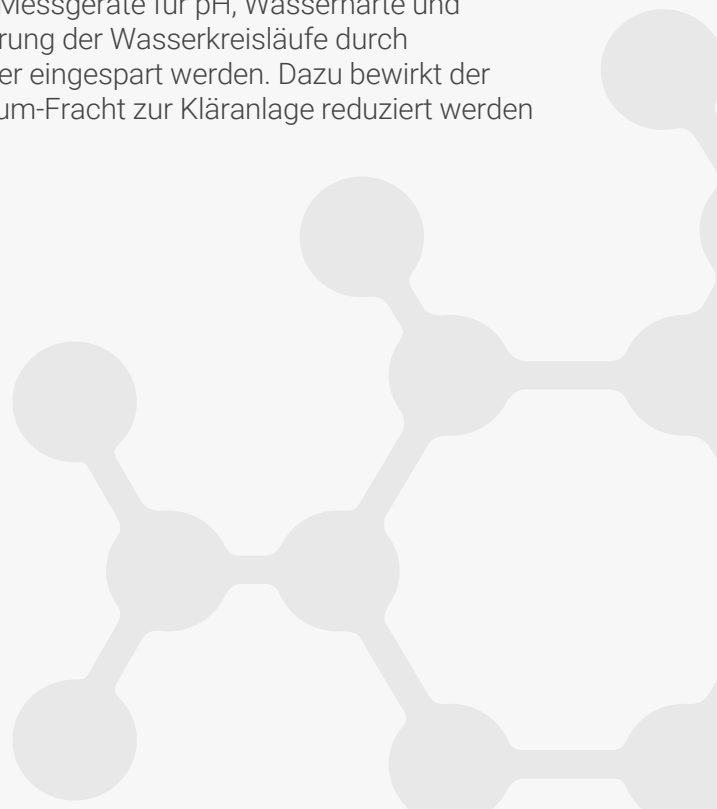 Messgeräte für pH, Wasserhärte und
rung der Wasserkreisläufe durch
er eingespart werden. Dazu bewirkt der
um-Fracht zur Kläranlage reduziert werden